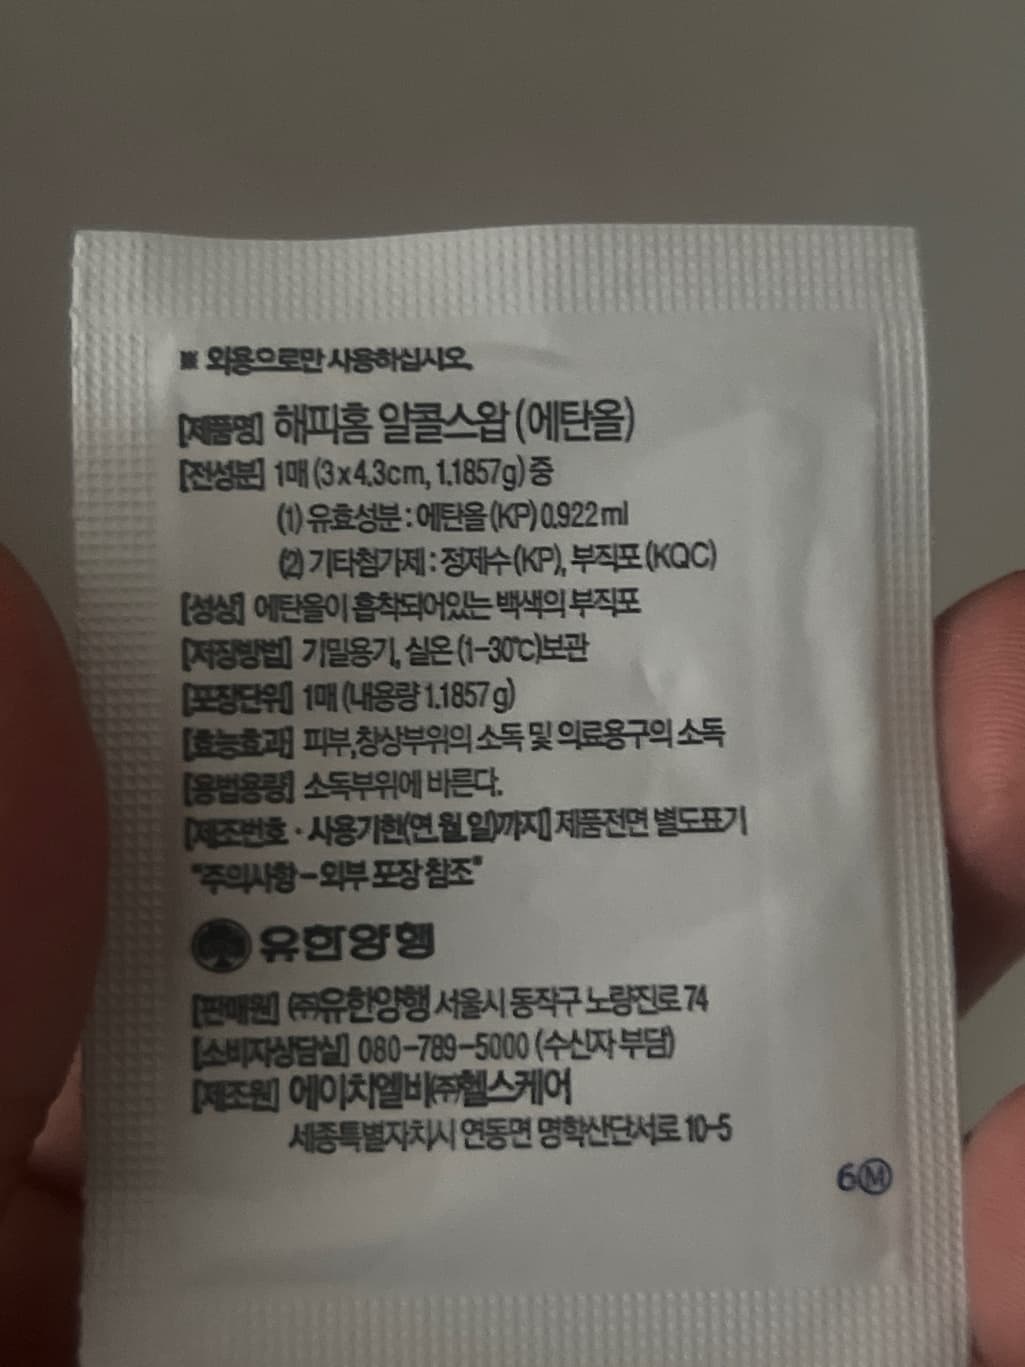 ※ 외용으로만 사용하십시오.
[제품명] 해피홈 알콜스왑 (에탄올)
[전성분] 1매 (3x4.3cm, 1.1857g) 중
(1) 유효성분 : 에탄올 (KP) 0.922ml
(2) 기타첨가제 : 정제수(KP), 부직포 (KQC)
[성상] 에탄올이 흡착되어있는 백색의 부직포
[저장방법] 기밀용기, 실온 (1-30℃)보관
[포장단위] 1매 (내용량 1.1857g)
[효능효과] 피부,창상부위의 소독 및 의료용구의 소독
[용법용량] 소독부위에 바른다.
[제조번호 · 사용기한(연.월.일)까지] 제품전면 별도표기
"주의사항 - 외부 포장 참조"
유한양행
[판매원] ㈜유한양행 서울시 동작구 노량진로 74
[소비자상담실] 080-789-5000 (수신자 부담)
[제조원] 에이치엘비㈜헬스케어
세종특별자치시 연동면 명학산단서로 10-5
6Ⓜ